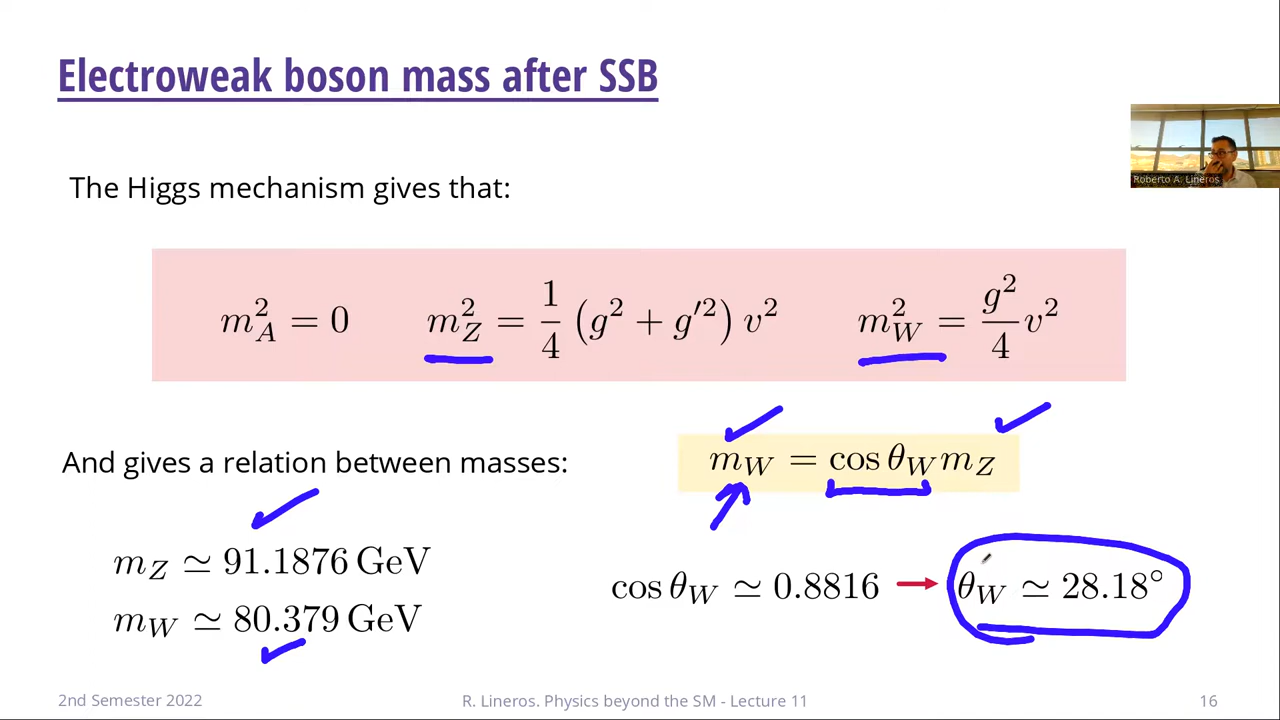 Electroweak boson mass after SSB
Roberto A. Lineros
The Higgs mechanism gives that:
m_A^2 = 0    m_Z^2 = \frac{1}{4} (g^2 + g'^2) v^2    m_W^2 = \frac{g^2}{4} v^2
And gives a relation between masses:    m_W = cos θ_W m_Z
m_Z ≃ 91.1876 GeV
m_W ≃ 80.379 GeV
cos θ_W ≃ 0.8816 → θ_W ≃ 28.18°
2nd Semester 2022    R. Lineros. Physics beyond the SM - Lecture 11    16